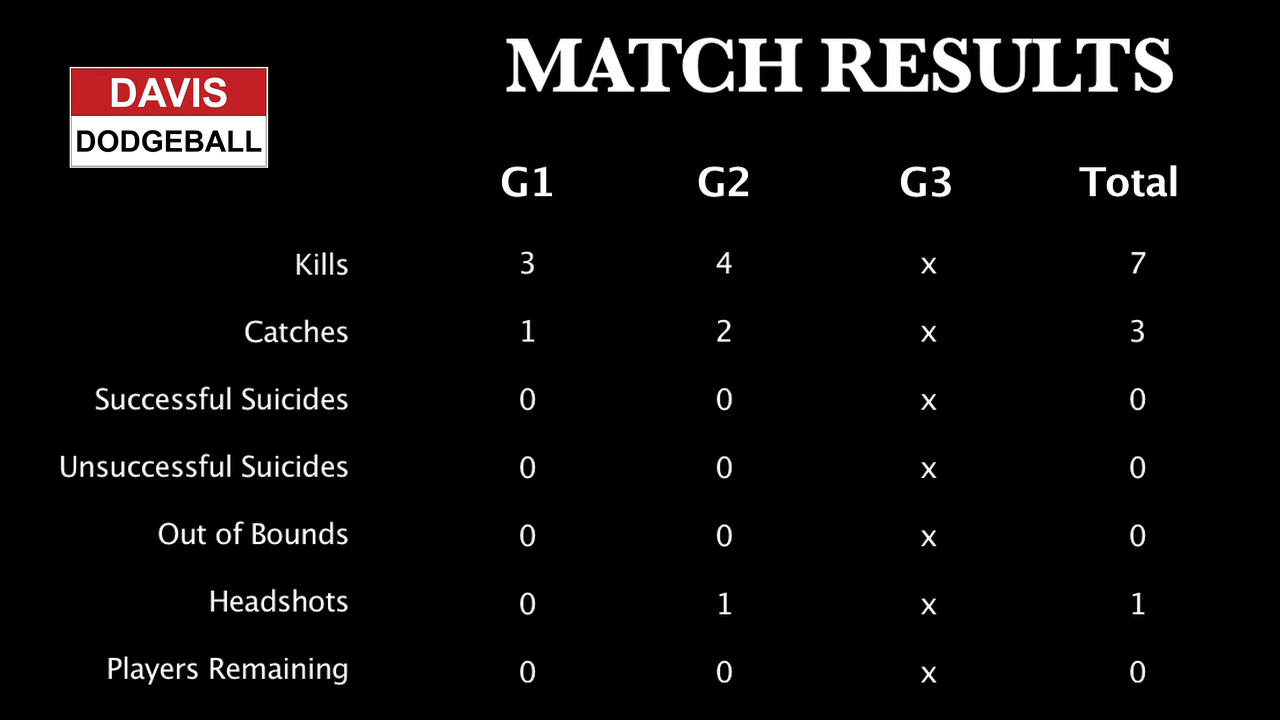 MATCH RESULTS
DAVIS
DODGEBALL
G1 G2 G3 Total
Kills 3 4 x 7
Catches 1 2 x 3
Successful Suicides 0 0 x 0
Unsuccessful Suicides 0 0 x 0
Out of Bounds 0 0 x 0
Headshots 0 1 x 1
Players Remaining 0 0 x 0